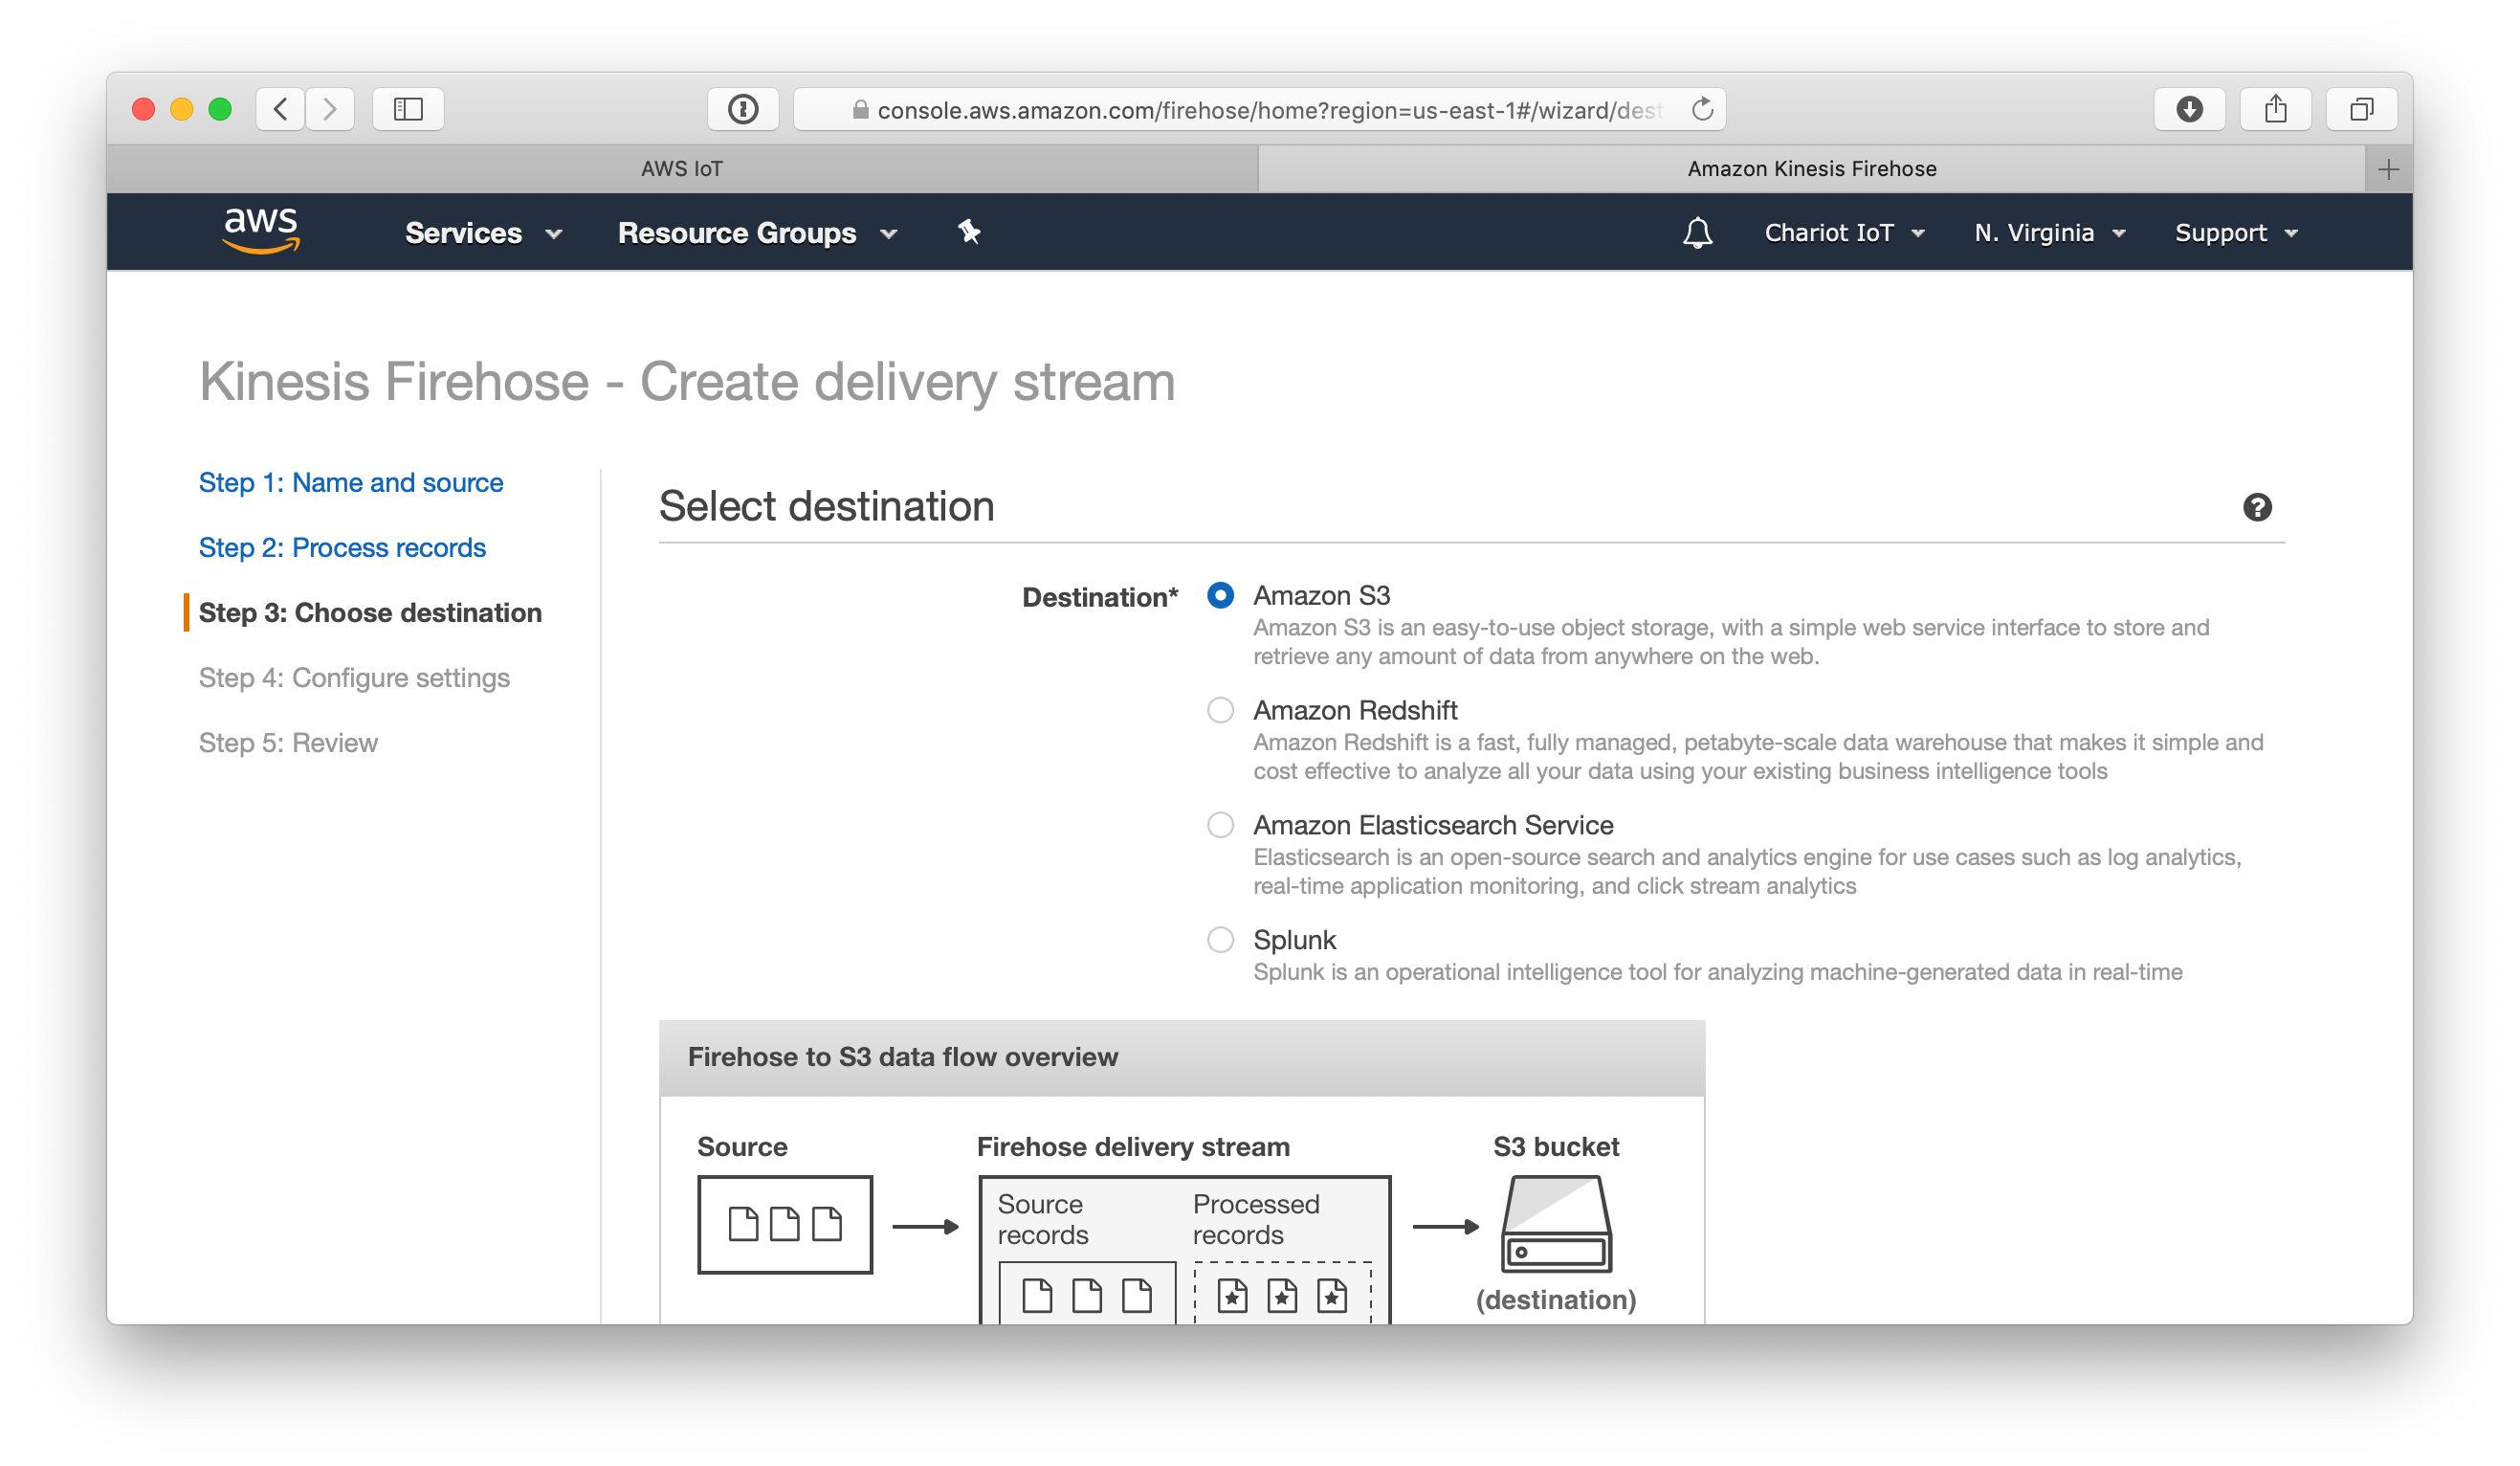 console.aws.amazon.com/firehose/home?region=us-east-1#/wizard/dest
AWS IoT
Amazon Kinesis Firehose
aws
Services
Resource Groups
Chariot IoT
N. Virginia
Support
Kinesis Firehose - Create delivery stream
Step 1: Name and source
Step 2: Process records
Step 3: Choose destination
Step 4: Configure settings
Step 5: Review
Select destination
Destination*
Amazon S3
Amazon S3 is an easy-to-use object storage, with a simple web service interface to store and
retrieve any amount of data from anywhere on the web.
Amazon Redshift
Amazon Redshift is a fast, fully managed, petabyte-scale data warehouse that makes it simple and
cost effective to analyze all your data using your existing business intelligence tools
Amazon Elasticsearch Service
Elasticsearch is an open-source search and analytics engine for use cases such as log analytics,
real-time application monitoring, and click stream analytics
Splunk
Splunk is an operational intelligence tool for analyzing machine-generated data in real-time
Firehose to S3 data flow overview
Source
Firehose delivery stream
S3 bucket
Source
records
Processed
records
(destination)